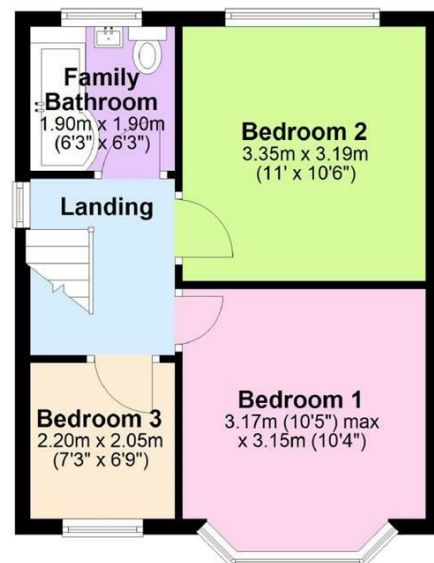 Family
Bathroom
1.90m x 1.90m
(6'3" x 6'3")
Bedroom 2
3.35m x 3.19m
(11' x 10'6")
Landing
Bedroom 3
2.20m x 2.05m
(7'3" x 6'9")
Bedroom 1
3.17m (10'5") max
x 3.15m (10'4")